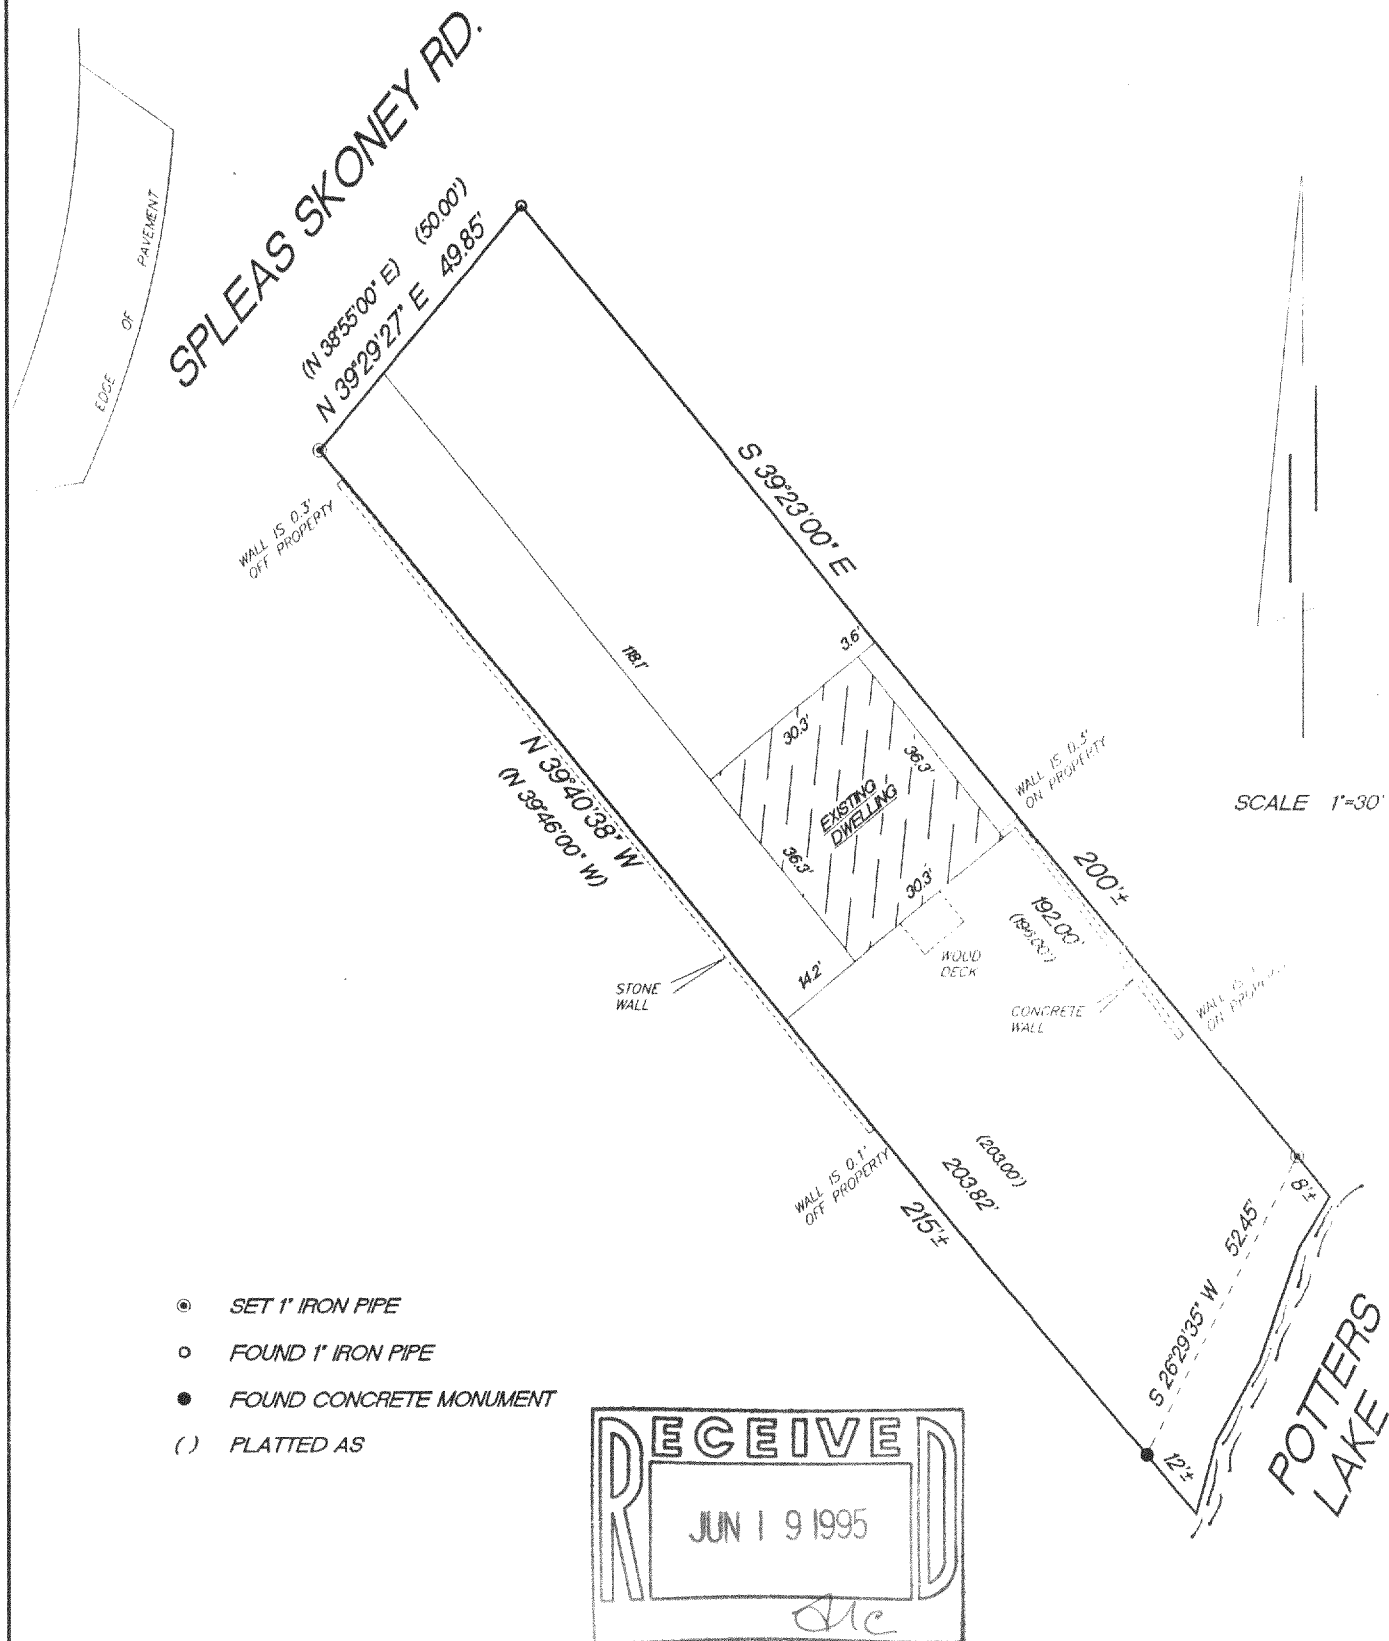 SPLEAS SKONEY RD.
EDGE OF PAVEMENT
(N 38°55'00" E) (50.00')
N 39°29'27" E 49.85'
WALL IS 0.3'
OFF PROPERTY
S 39°23'00" E
118.1'
3.6'
30.3'
36.3'
EXISTING
DWELLING
36.3'
30.3'
WALL IS
ON PROPERTY
SCALE 1"=30'
N 39°40'38" W
(N 39°46'00" W)
200'±
192.00'
WOOD
DECK
14.2'
STONE
WALL
CONCRETE
WALL
WALL IS
ON
WALL IS 0.1'
OFF PROPERTY
(203.00')
203.82'
215'±
8'±
S 26°29'35" W 52.45'
12'±
POTTERS
LAKE
SET 1" IRON PIPE
FOUND 1" IRON PIPE
FOUND CONCRETE MONUMENT
( ) PLATTED AS
RECEIVED
JUN 19 1995